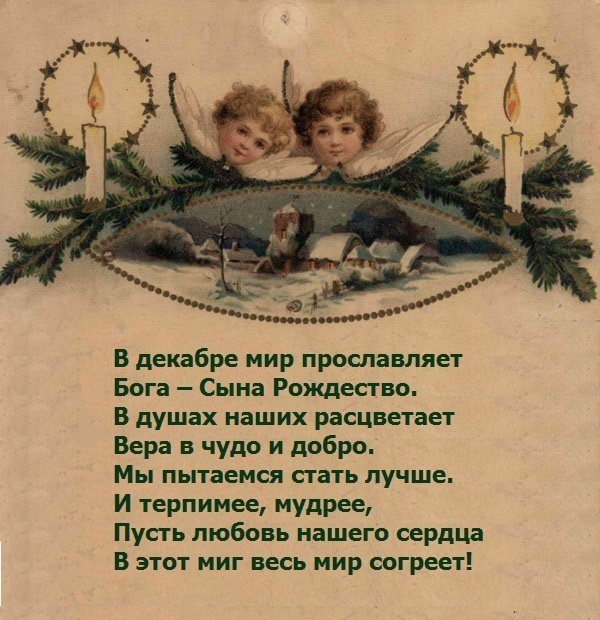 В декабре мир прославляет
Бога – Сына Рождество.
В душах наших расцветает
Вера в чудо и добро.
Мы пытаемся стать лучше.
И терпимее, мудрее,
Пусть любовь нашего сердца
В этот миг весь мир согреет!